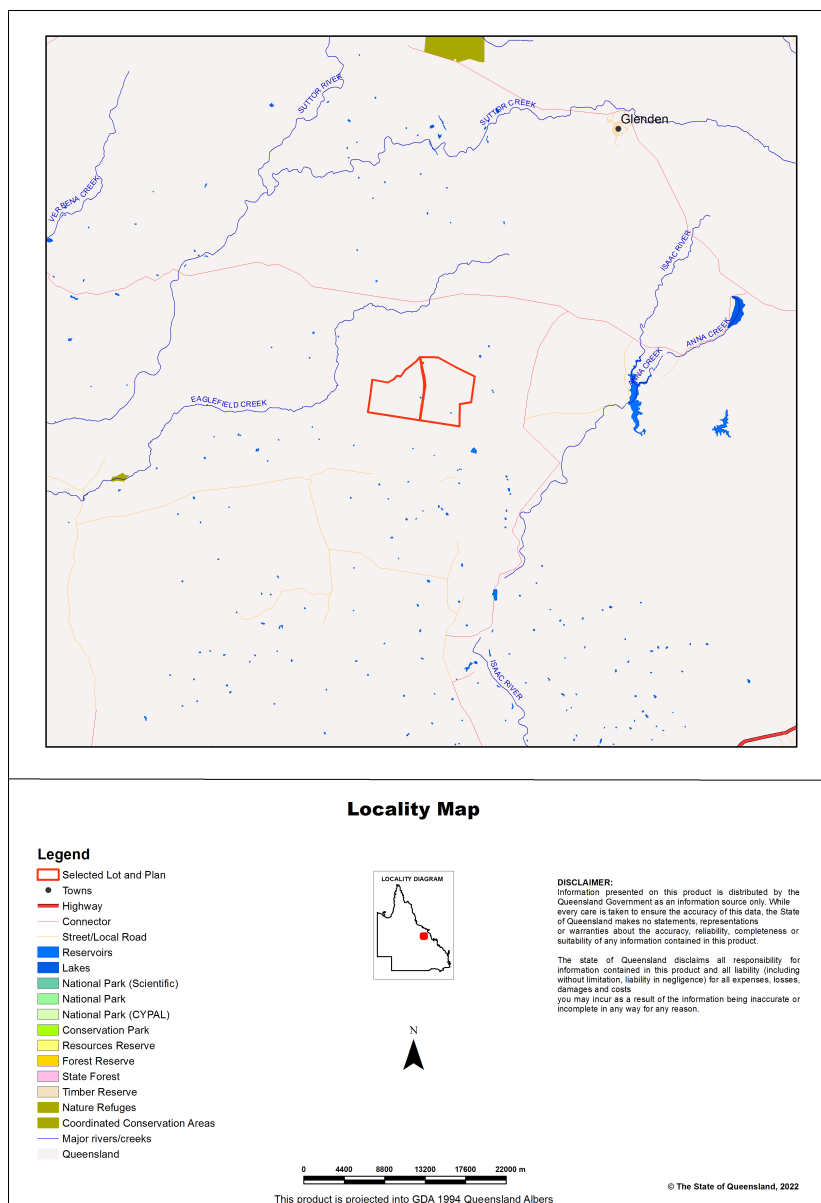 SUTTOR RIVER
SUTTOR CREEK
Glenden
VERBENA CREEK
ISAAC RIVER
ANNA CREEK
ANNA CREEK
EAGLEFIELD CREEK
ISAAC RIVER
Locality Map
Legend
Selected Lot and Plan
Towns
Highway
Connector
Street/Local Road
Reservoirs
Lakes
National Park (Scientific)
National Park
National Park (CYPAL)
Conservation Park
Resources Reserve
Forest Reserve
State Forest
Timber Reserve
Nature Refuges
Coordinated Conservation Areas
Major rivers/creeks
Queensland
LOCALITY DIAGRAM
N
DISCLAIMER:
Information presented on this product is distributed by the
Queensland Government as an information source only. While
every care is taken to ensure the accuracy of this data, the State
of Queensland makes no statements, representations
or warranties about the accuracy, reliability, completeness or
suitability of any information contained in this product.
The state of Queensland disclaims all responsibility for
information contained in this product and all liability (including
without limitation, liability in negligence) for all expenses, losses,
damages and costs
you may incur as a result of the information being inaccurate or
incomplete in any way for any reason.
0 4400 8800 13200 17600 22000 m
This product is projected into GDA 1994 Queensland Albers
© The State of Queensland, 2022